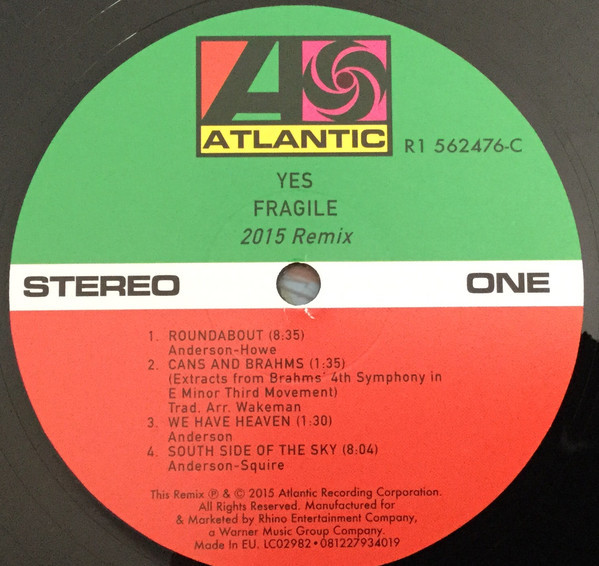 ATLANTIC
R1 562476-C
YES
FRAGILE
2015 Remix
STEREO
ONE
1. ROUNDABOUT (8:35)
Anderson-Howe
2. CANS AND BRAHMS (1:35)
(Extracts from Brahms' 4th Symphony in
E Minor Third Movement)
Trad. Arr. Wakeman
3. WE HAVE HEAVEN (1:30)
Anderson
4. SOUTH SIDE OF THE SKY (8:04)
Anderson-Squire
This Remix ℗ & © 2015 Atlantic Recording Corporation.
All Rights Reserved. Manufactured for
& Marketed by Rhino Entertainment Company,
a Warner Music Group Company.
Made in EU. LC02982 • 081227934019